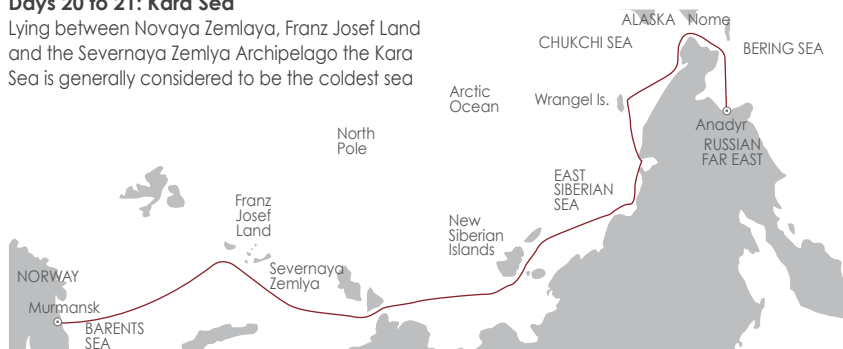 Days 20 to 21: Kara Sea
Lying between Novaya Zemlaya, Franz Josef Land
and the Severnaya Zemlya Archipelago the Kara
Sea is generally considered to be the coldest sea
ALASKA
Nome
CHUKCHI SEA
BERING SEA
Arctic
Ocean
Wrangel Is.
Anadyr
RUSSIAN
FAR EAST
North
Pole
EAST
SIBERIAN
SEA
Franz
Josef
Land
New
Siberian
Islands
Severnaya
Zemlya
NORWAY
Murmansk
BARENTS
SEA